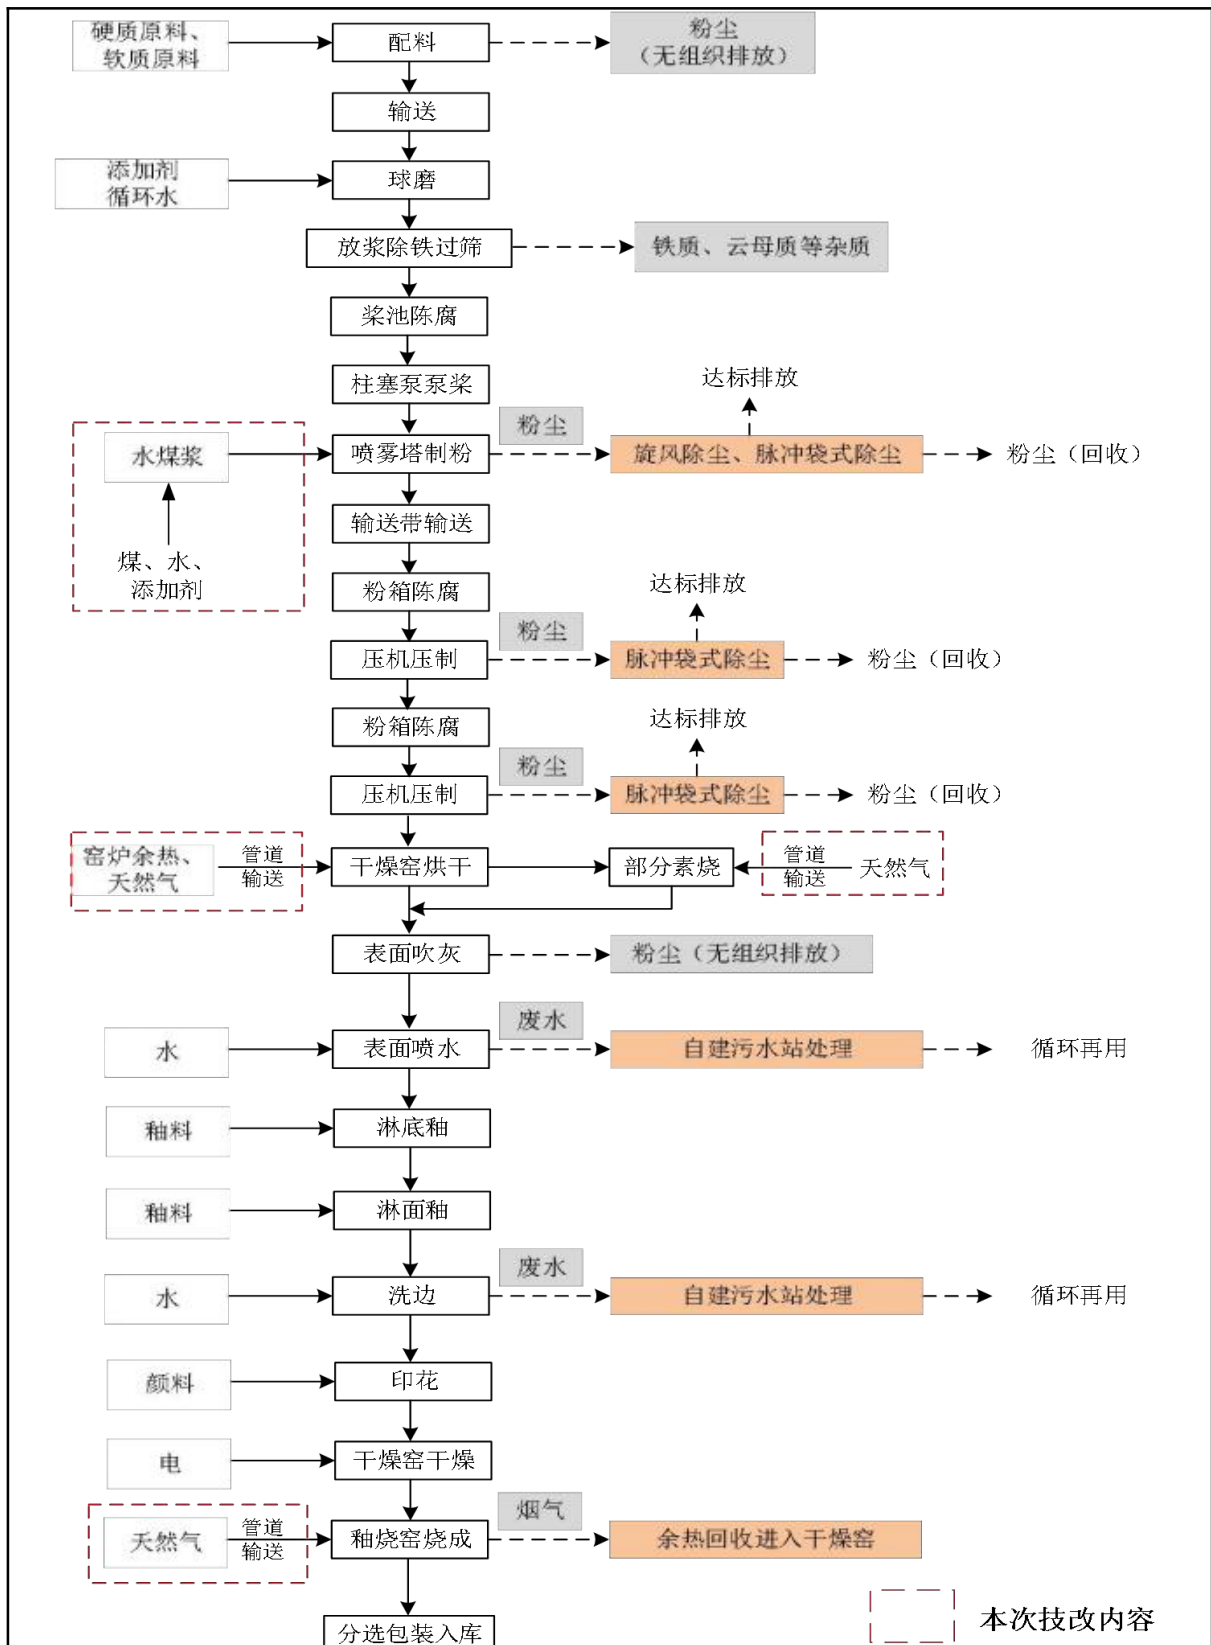 硬质原料、
软质原料
配料
粉尘
（无组织排放）
输送
添加剂
循环水
球磨
放浆除铁过筛
铁质、云母质等杂质
浆池陈腐
柱塞泵泵浆
达标排放
水煤浆
喷雾塔制粉
粉尘
旋风除尘、脉冲袋式除尘
粉尘（回收）
煤、水、
添加剂
输送带输送
粉箱陈腐
达标排放
压机压制
粉尘
脉冲袋式除尘
粉尘（回收）
粉箱陈腐
达标排放
压机压制
粉尘
脉冲袋式除尘
粉尘（回收）
窑炉余热、
天然气
管道
输送
干燥窑烘干
部分素烧
管道
输送
天然气
表面吹灰
粉尘（无组织排放）
水
表面喷水
废水
自建污水站处理
循环再用
釉料
淋底釉
釉料
淋面釉
水
洗边
废水
自建污水站处理
循环再用
颜料
印花
电
干燥窑干燥
天然气
管道
输送
釉烧窑烧成
烟气
余热回收进入干燥窑
分选包装入库
本次技改内容